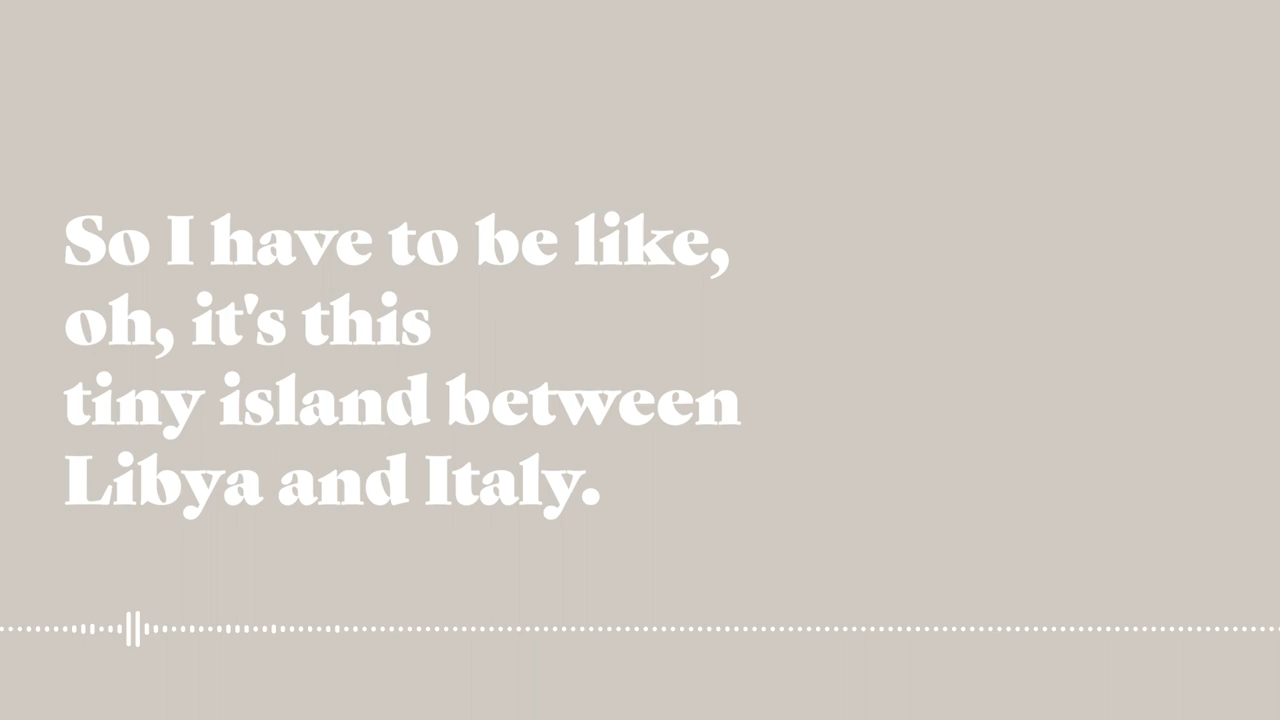 So I have to be like,
oh, it's this
tiny island between
Libya and Italy.